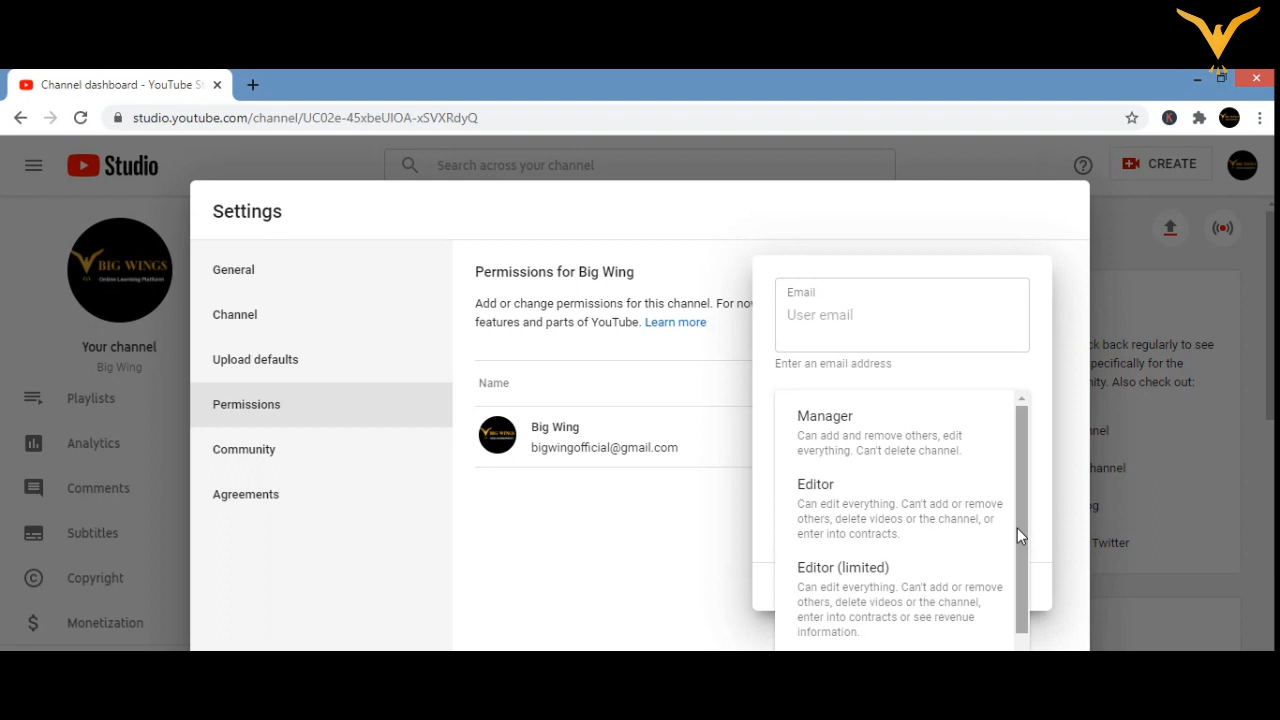 Channel dashboard - YouTube St
studio.youtube.com/channel/UC02e-45xbeUIOA-xSVXRdyQ
K
Studio
Search across your channel
CREATE
BIG WINGS
Online Learning Platform
Your channel
Big Wing
Playlists
Analytics
Comments
Subtitles
Copyright
Monetization
Settings
General
Channel
Upload defaults
Permissions
Community
Agreements
Permissions for Big Wing
Add or change permissions for this channel. For now
features and parts of YouTube. Learn more
Name
Big Wing
bigwingofficial@gmail.com
Email
User email
Enter an email address
Manager
Can add and remove others, edit
everything. Can't delete channel.
Editor
Can edit everything. Can't add or remove
others, delete videos or the channel, or
enter into contracts.
Editor (limited)
Can edit everything. Can't add or remove
others, delete videos or the channel,
enter into contracts or see revenue
information.
ck back regularly to see
pecifically for the
nity. Also check out:
nel
hannel
og
Twitter